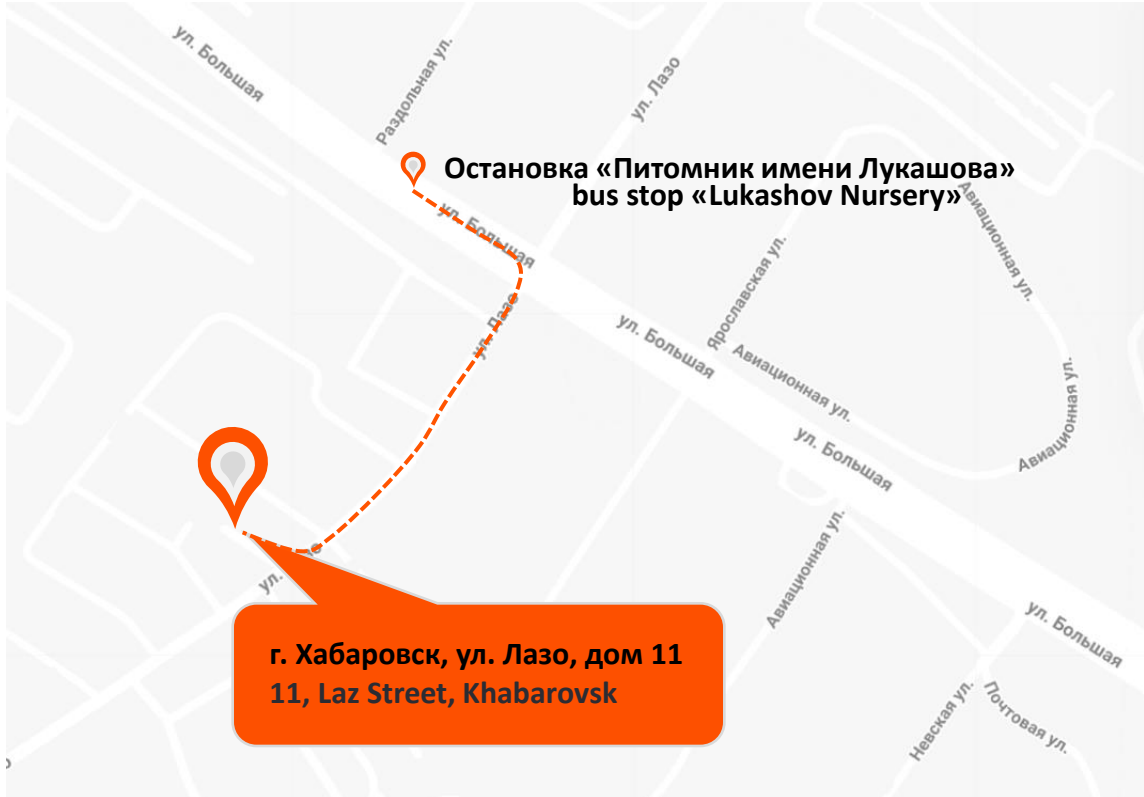 ул. Большая
Раздольная ул.
ул. Лазо
Остановка «Питомник имени Лукашова»
bus stop «Lukashov Nursery»
Авиационная ул.
ул. Большая
Ярославская ул.
ул. Лазо
ул. Большая
Авиационная ул.
Авиационная ул.
ул. Большая
Авиационная ул.
ул.
г. Хабаровск, ул. Лазо, дом 11
11, Laz Street, Khabarovsk
ул. Большая
Невская ул.
Почтовая ул.